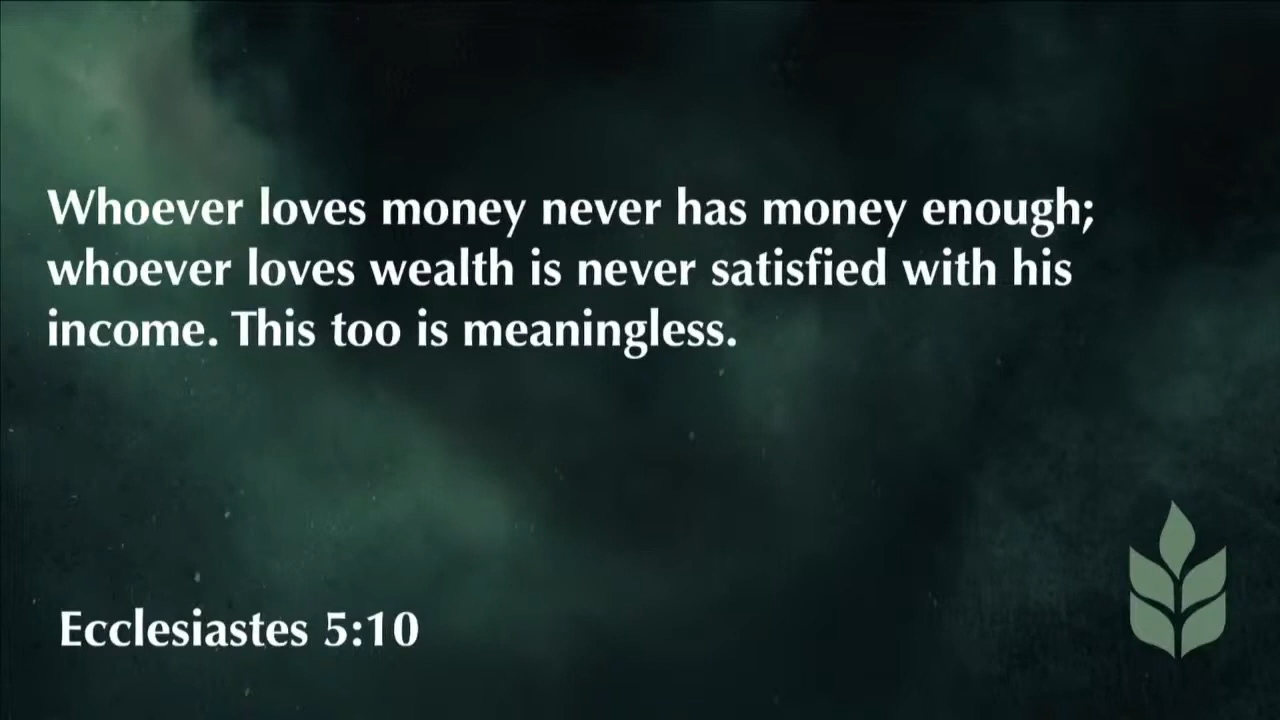 Whoever loves money never has money enough;
whoever loves wealth is never satisfied with his
income. This too is meaningless.
Ecclesiastes 5:10